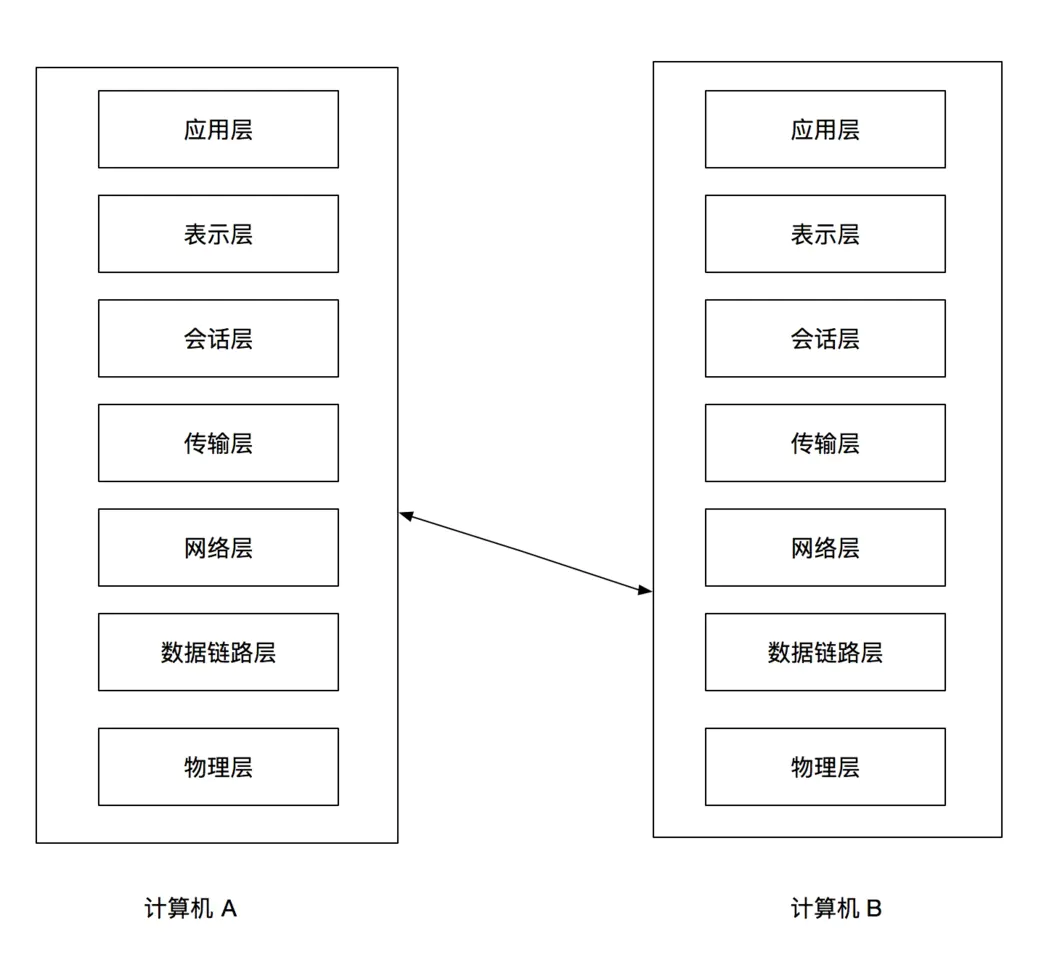 应用层
表示层
会话层
传输层
网络层
数据链路层
物理层
计算机 A
应用层
表示层
会话层
传输层
网络层
数据链路层
物理层
计算机 B